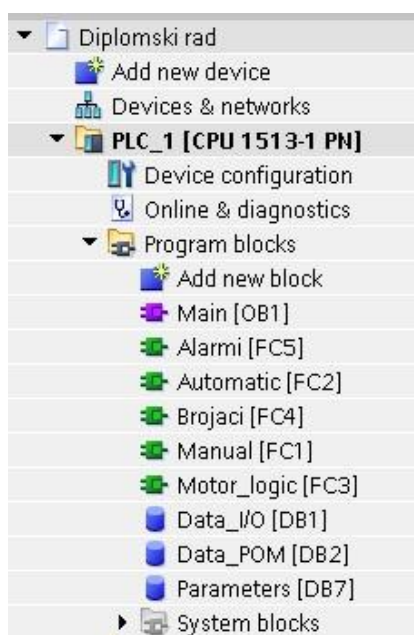 Diplomski rad
Add new device
Devices & networks
PLC_1 [CPU 1513-1 PN]
Device configuration
Online & diagnostics
Program blocks
Add new block
Main [OB1]
Alarmi [FC5]
Automatic [FC2]
Brojaci [FC4]
Manual [FC1]
Motor_logic [FC3]
Data_I/O [DB1]
Data_POM [DB2]
Parameters [DB7]
System blocks